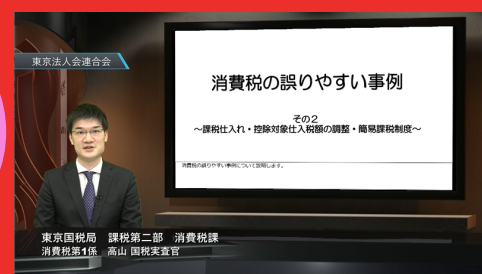 東京法人会連合会
消費税の誤りやすい事例
その2
～課税仕入れ・控除対象仕入税額の調整・簡易課税制度～
消費税の誤りやすい事例について説明します。
東京国税局 課税第二部 消費税課
消費税第1係 高山 国税実査官